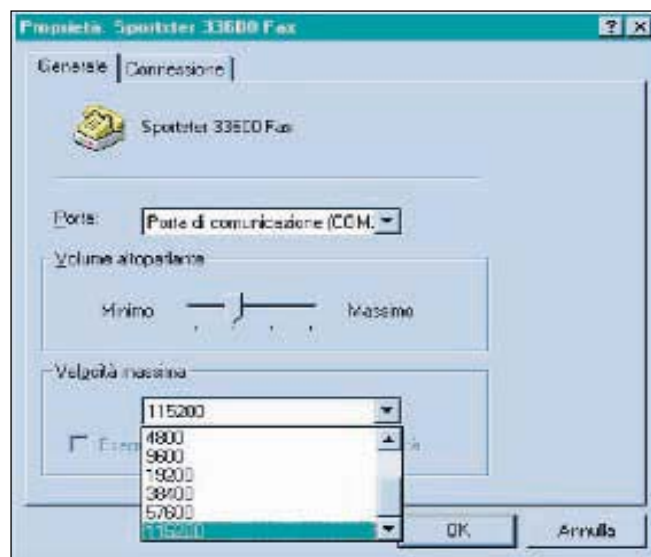 Proprietà: Sportster 33600 Fax
Generale
Connessione
Sportster 33600 Fax
Porta:
Porta di comunicazione (COM.
Volume altoparlante
Minimo
Massimo
Velocità massima
115200
4800
9600
19200
38400
57600
115200
OK
Annulla